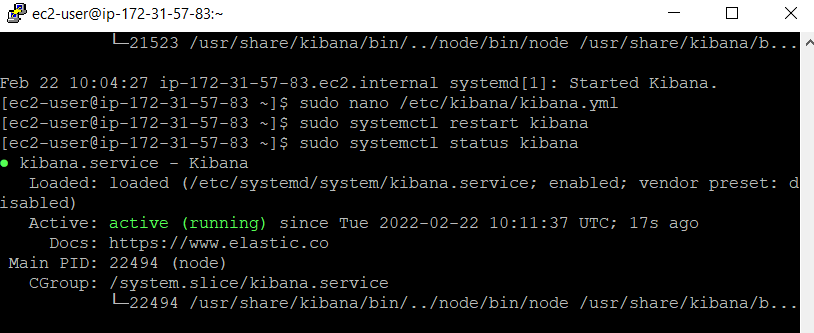 ec2-user@ip-172-31-57-83:~
└─21523 /usr/share/kibana/bin/../node/bin/node /usr/share/kibana/b...
Feb 22 10:04:27 ip-172-31-57-83.ec2.internal systemd[1]: Started Kibana.
[ec2-user@ip-172-31-57-83 ~]$ sudo nano /etc/kibana/kibana.yml
[ec2-user@ip-172-31-57-83 ~]$ sudo systemctl restart kibana
[ec2-user@ip-172-31-57-83 ~]$ sudo systemctl status kibana
● kibana.service - Kibana
Loaded: loaded (/etc/systemd/system/kibana.service; enabled; vendor preset: d
isabled)
Active: active (running) since Tue 2022-02-22 10:11:37 UTC; 17s ago
Docs: https://www.elastic.co
Main PID: 22494 (node)
CGroup: /system.slice/kibana.service
└─22494 /usr/share/kibana/bin/../node/bin/node /usr/share/kibana/b...